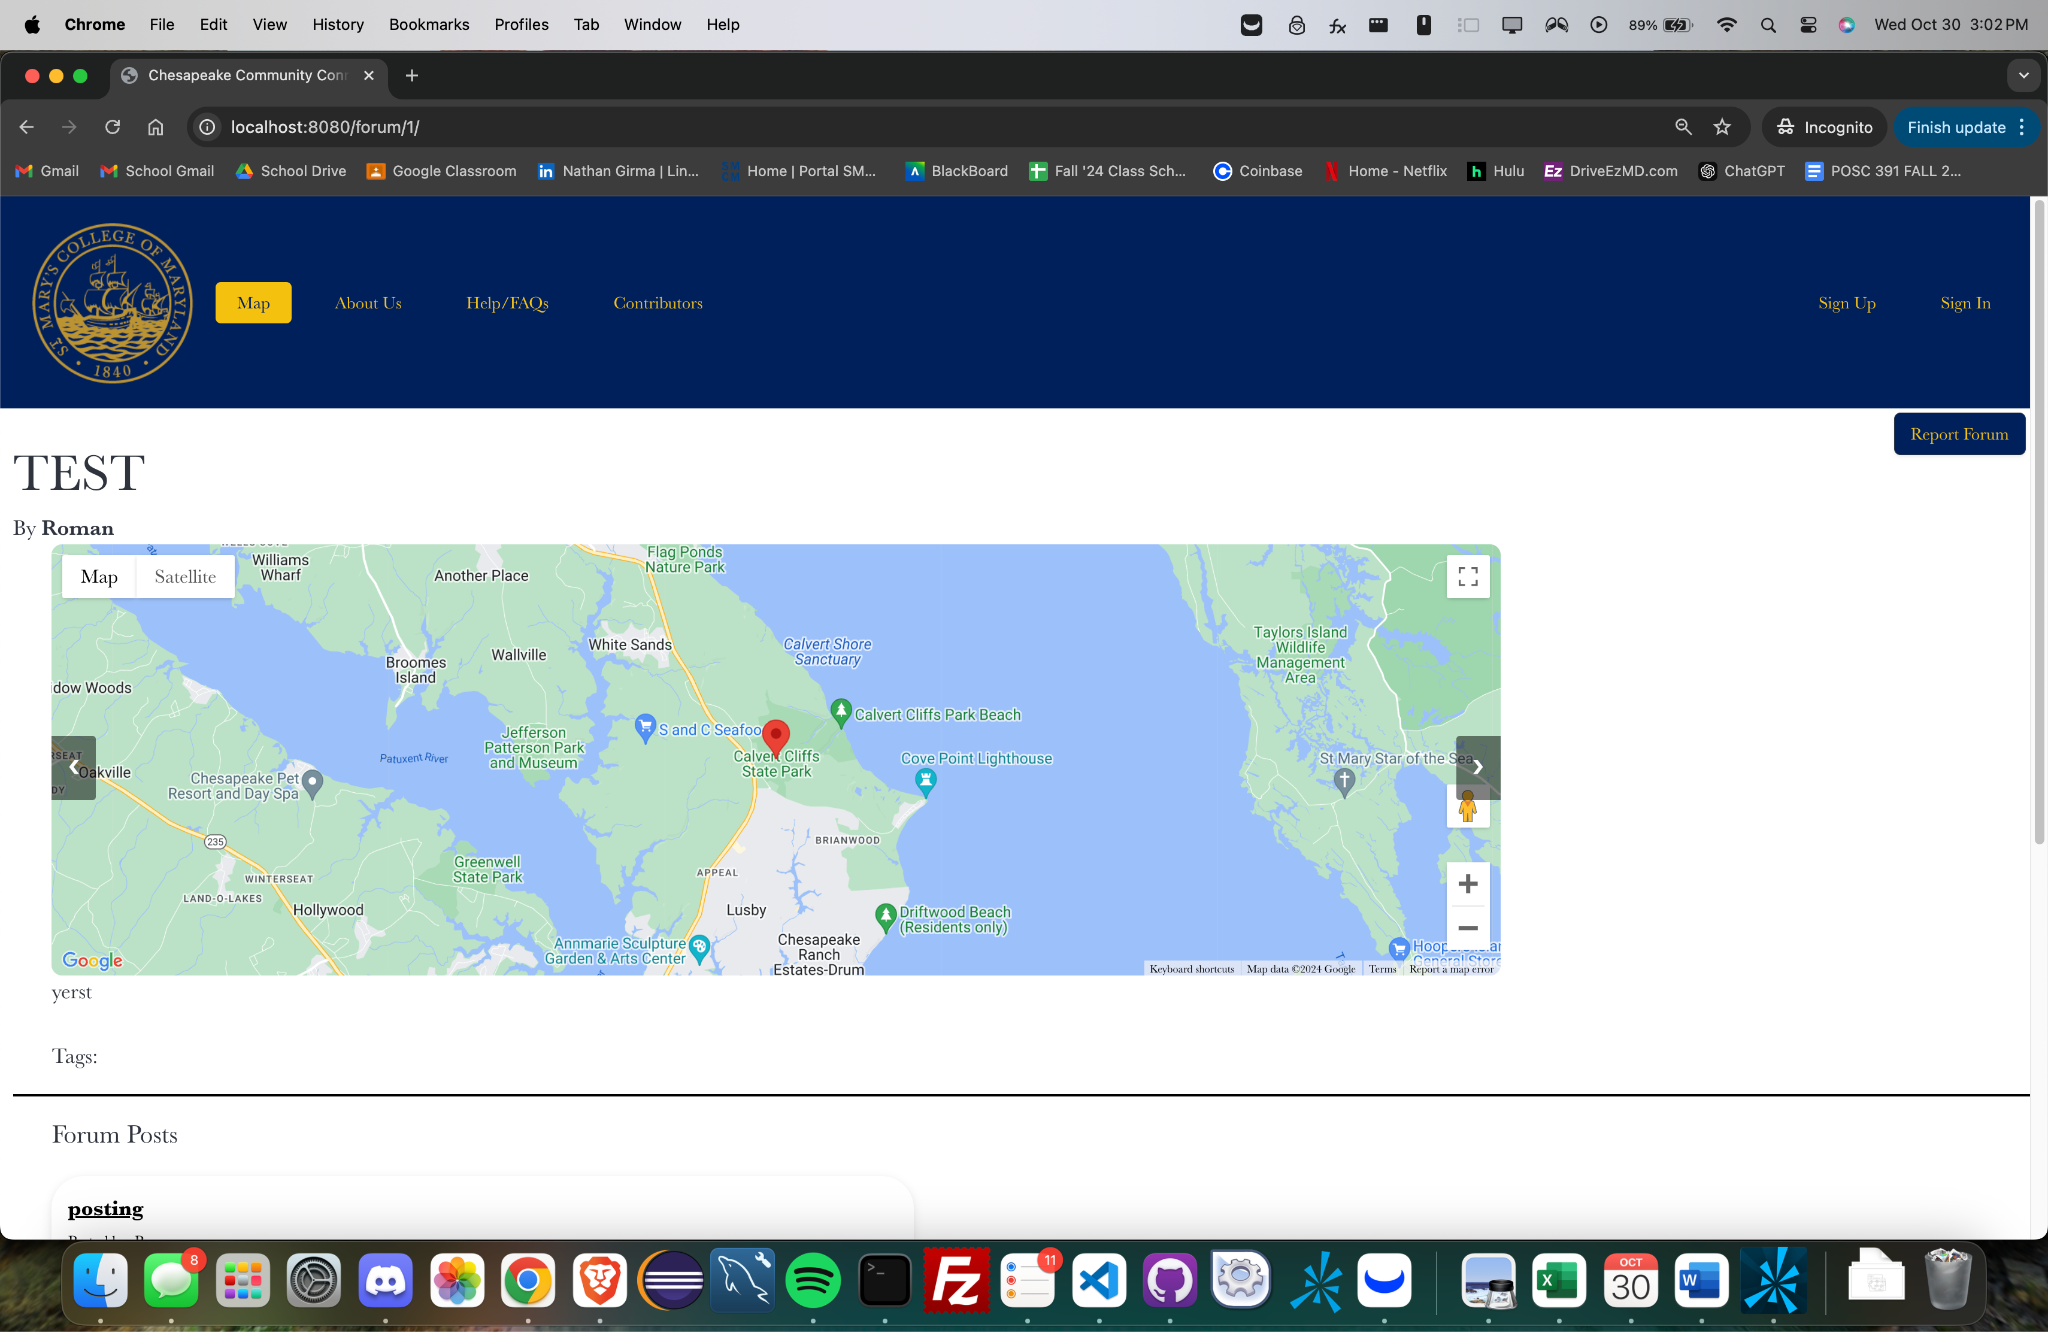 Chrome File Edit View History Bookmarks Profiles Tab Window Help 89% Wed Oct 30 3:02 PM
Chesapeake Community Con
localhost:8080/forum/1/ Incognito Finish update
Gmail School Gmail School Drive Google Classroom Nathan Girma | Lin... Home | Portal SM... BlackBoard Fall '24 Class Sch... Coinbase Home - Netflix Hulu DriveEzMD.com ChatGPT POSC 391 FALL 2...
ST MARY'S COLLEGE OF MARYLAND
1840
Map About Us Help/FAQs Contributors Sign Up Sign In
Report Forum
TEST
By Roman
Map Satellite
Williams
Wharf
Another Place
Flag Ponds
Nature Park
White Sands
Wallville
Broomes
Island
Calvert Shore
Sanctuary
Taylors Island
Wildlife
Management
Area
dow Woods
Jefferson
Patterson Park
and Museum
S and C Seafoo
Calvert Cliffs Park Beach
Calvert Cliffs
State Park
Cove Point Lighthouse
St Mary Star of the Sea
Patuxent River
Oakville
Chesapeake Pet
Resort and Day Spa
235
BRIANWOOD
Greenwell
State Park
WINTERSEAT
LAND-O-LAKES
Hollywood
APPEAL
Lusby
Driftwood Beach
(Residents only)
Annmarie Sculpture
Garden & Arts Center
Chesapeake
Ranch
Estates-Drum
General Store
Google
Keyboard shortcuts Map data ©2024 Google Terms Report a map error
yerst
Tags:
Forum Posts
posting
8
11
OCT
30